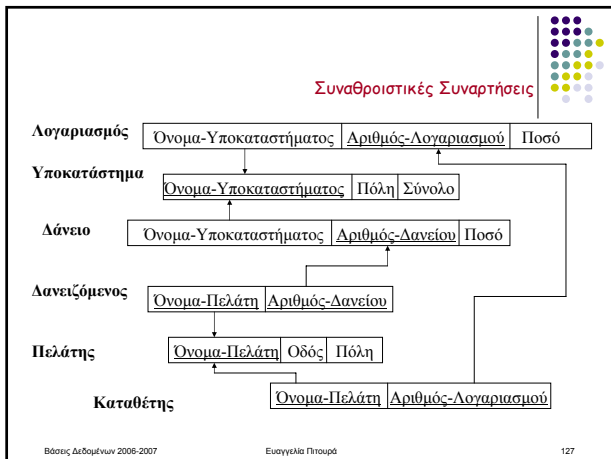 Συναθροιστικές Συναρτήσεις
Λογαριασμός Όνομα-Υποκαταστήματος Αριθμός-Λογαριασμού Ποσό
Υποκατάστημα Όνομα-Υποκαταστήματος Πόλη Σύνολο
Δάνειο Όνομα-Υποκαταστήματος Αριθμός-Δανείου Ποσό
Δανειζόμενος Όνομα-Πελάτη Αριθμός-Δανείου
Πελάτης Όνομα-Πελάτη Οδός Πόλη
Καταθέτης Όνομα-Πελάτη Αριθμός-Λογαριασμού
Βάσεις Δεδομένων 2006-2007 Ευαγγελία Πιτουρά 127